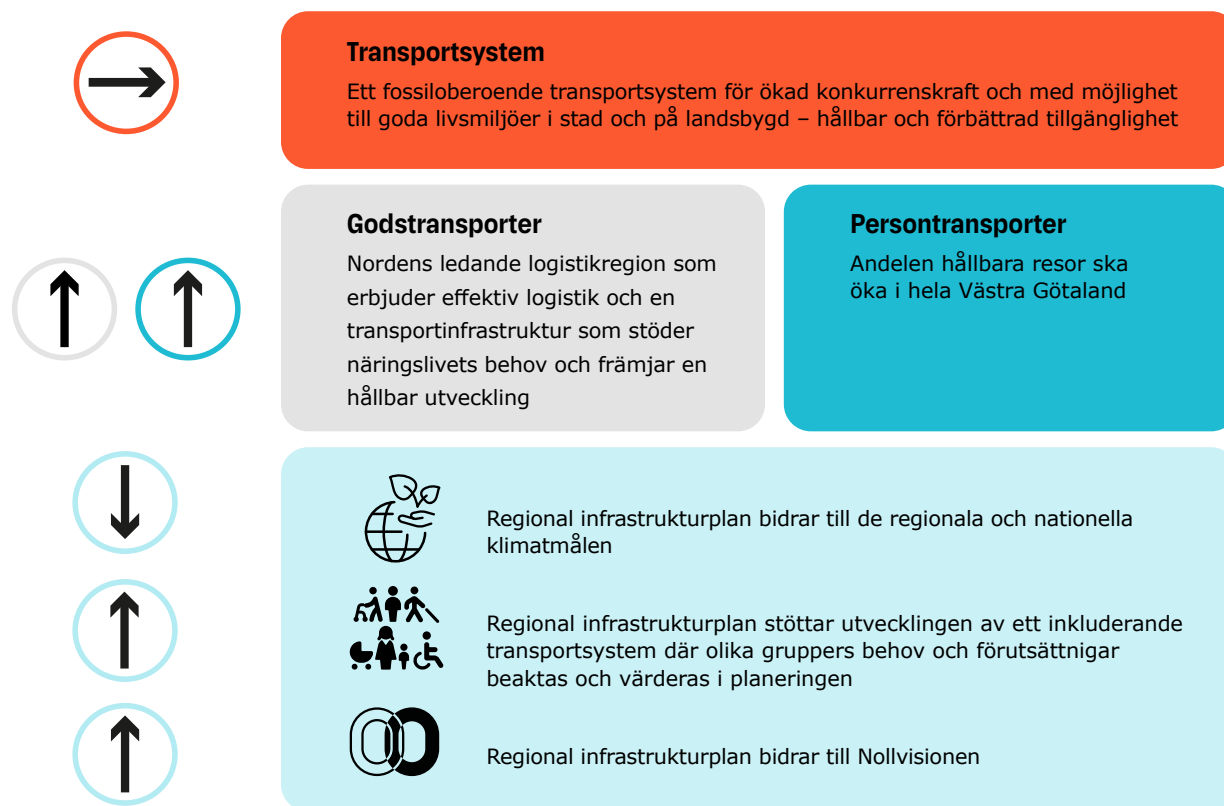 Transportsystem
Ett fossiloberoende transportsystem för ökad konkurrenskraft och med möjlighet
till goda livsmiljöer i stad och på landsbygd – hållbar och förbättrad tillgänglighet
Godstransporter
Nordens ledande logistikregion som
erbjuder effektiv logistik och en
transportinfrastruktur som stöder
näringslivets behov och främjar en
hållbar utveckling
Persontransporter
Andelen hållbara resor ska
öka i hela Västra Götaland
Regional infrastrukturplan bidrar till de regionala och nationella
klimatmålen
Regional infrastrukturplan stöttar utvecklingen av ett inkluderande
transportsystem där olika gruppers behov och förutsättnigar
beaktas och värderas i planeringen
Regional infrastrukturplan bidrar till Nollvisionen